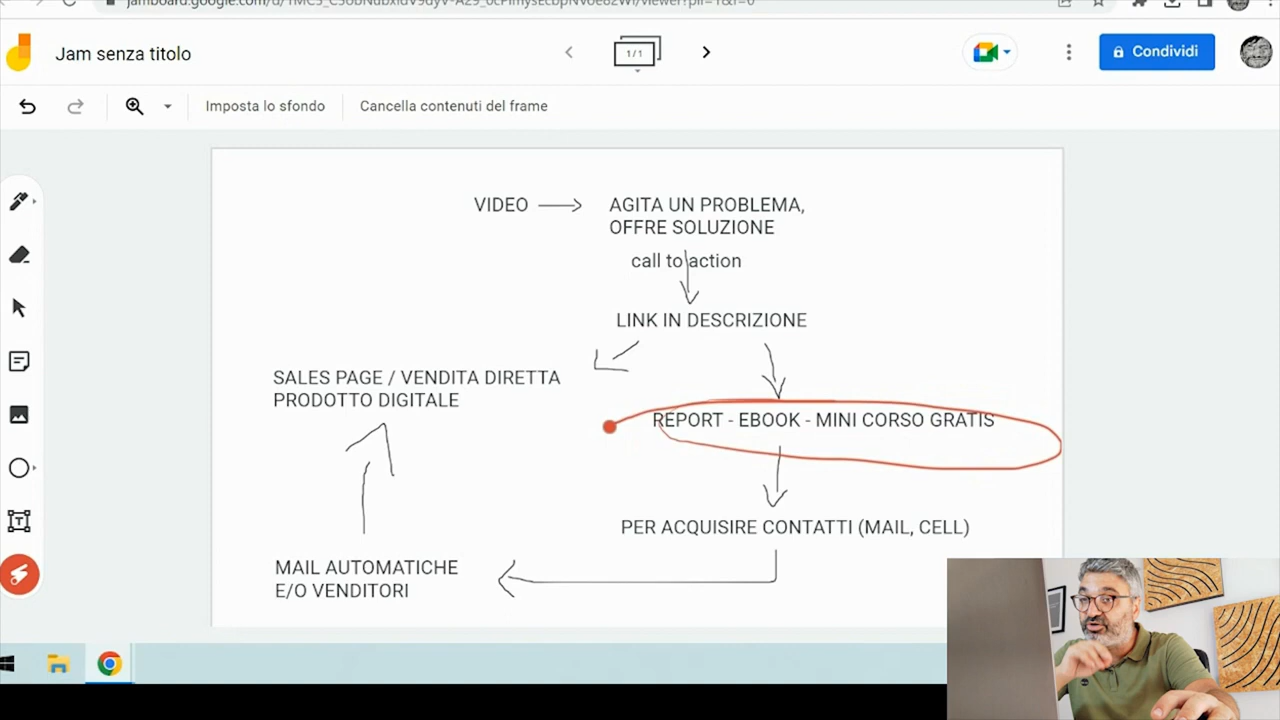 Jam senza titolo
1/1
Condividi
Imposta lo sfondo
Cancella contenuti del frame
VIDEO
AGITA UN PROBLEMA,
OFFRE SOLUZIONE
call to action
LINK IN DESCRIZIONE
SALES PAGE / VENDITA DIRETTA
PRODOTTO DIGITALE
REPORT - EBOOK - MINI CORSO GRATIS
PER ACQUISIRE CONTATTI (MAIL, CELL)
MAIL AUTOMATICHE
E/O VENDITORI